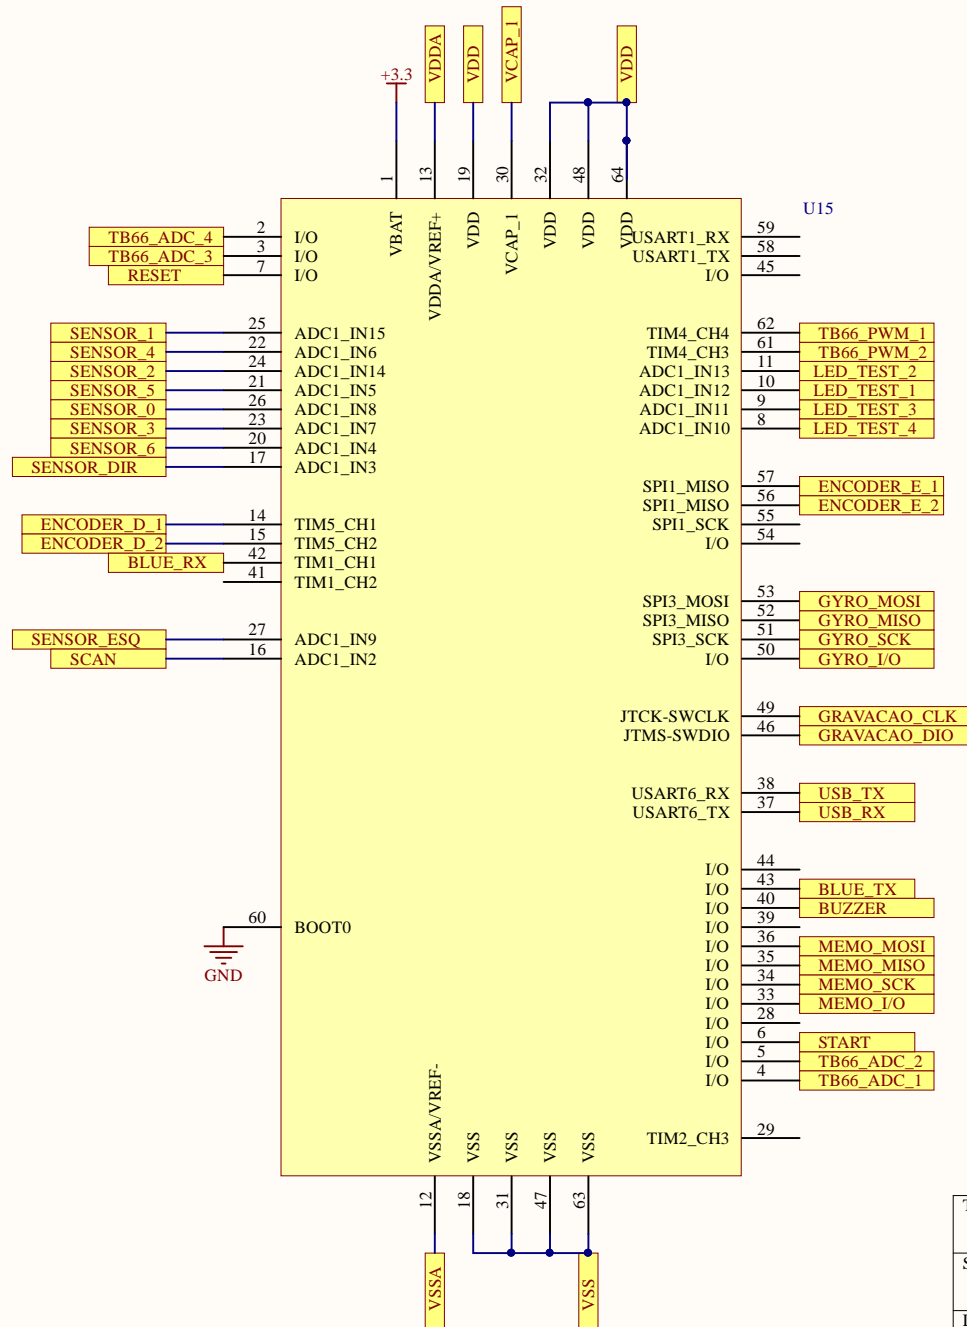 VDDA
VDD
VCAP_1
VDD
+3.3
1
13
19
30
32
48
64
U15
VBAT
VDDA/VREF+
VDD
VCAP_1
VDD
VDD
VDD
TB66_ADC_4 2 I/O
TB66_ADC_3 3 I/O
RESET 7 I/O
USART1_RX 59
USART1_TX 58
I/O 45
SENSOR_1 25 ADC1_IN15
SENSOR_4 22 ADC1_IN6
SENSOR_2 24 ADC1_IN14
SENSOR_5 21 ADC1_IN5
SENSOR_0 26 ADC1_IN8
SENSOR_3 23 ADC1_IN7
SENSOR_6 20 ADC1_IN4
SENSOR_DIR 17 ADC1_IN3
TIM4_CH4 62 TB66_PWM_1
TIM4_CH3 61 TB66_PWM_2
ADC1_IN13 11 LED_TEST_2
ADC1_IN12 10 LED_TEST_1
ADC1_IN11 9 LED_TEST_3
ADC1_IN10 8 LED_TEST_4
SPI1_MISO 57 ENCODER_E_1
SPI1_MISO 56 ENCODER_E_2
SPI1_SCK 55
I/O 54
ENCODER_D_1 14 TIM5_CH1
ENCODER_D_2 15 TIM5_CH2
BLUE_RX 42 TIM1_CH1
41 TIM1_CH2
SPI3_MOSI 53 GYRO_MOSI
SPI3_MISO 52 GYRO_MISO
SPI3_SCK 51 GYRO_SCK
I/O 50 GYRO_I/O
SENSOR_ESQ 27 ADC1_IN9
SCAN 16 ADC1_IN2
JTCK-SWCLK 49 GRAVACAO_CLK
JTMS-SWDIO 46 GRAVACAO_DIO
USART6_RX 38 USB_TX
USART6_TX 37 USB_RX
I/O 44
I/O 43 BLUE_TX
I/O 40 BUZZER
I/O 39
I/O 36 MEMO_MOSI
I/O 35 MEMO_MISO
I/O 34 MEMO_SCK
I/O 33 MEMO_I/O
I/O 28
I/O 6 START
I/O 5 TB66_ADC_2
I/O 4 TB66_ADC_1
60 BOOT0
GND
TIM2_CH3 29
VSSA/VREF-
VSS
VSS
VSS
VSS
12
18
31
47
63
VSSA
VSS